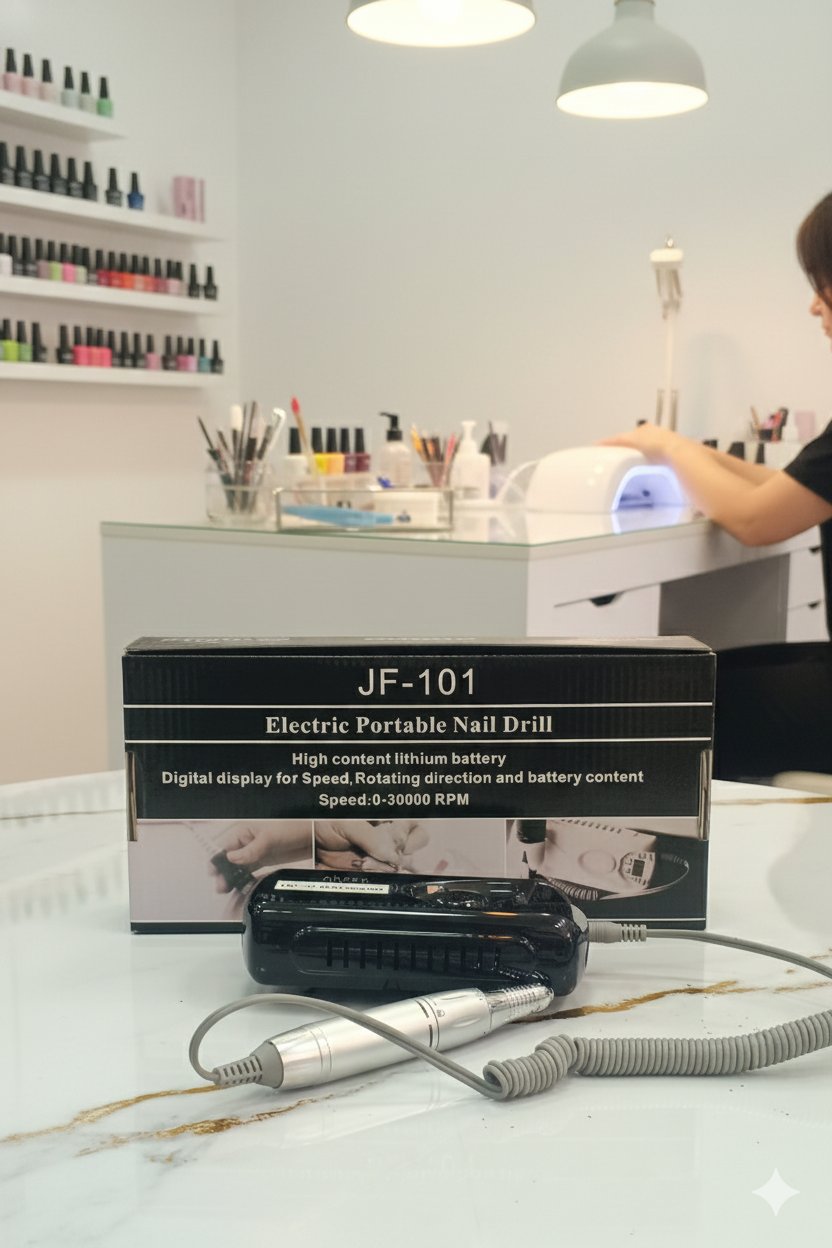 JF-101
Electric Portable Nail Drill
High content lithium battery
Digital display for Speed,Rotating direction and battery content
Speed:0-30000 RPM